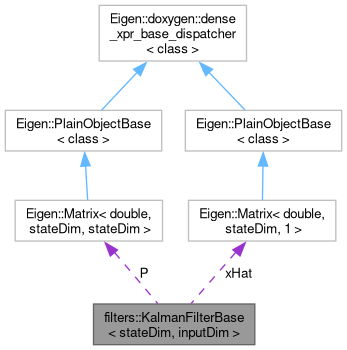 Eigen::doxygen::dense
_xpr_base_dispatcher
< class >
Eigen::PlainObjectBase
< class >
Eigen::PlainObjectBase
< class >
Eigen::Matrix< double,
stateDim, stateDim >
Eigen::Matrix< double,
stateDim, 1 >
P
xHat
filters::KalmanFilterBase
< stateDim, inputDim >